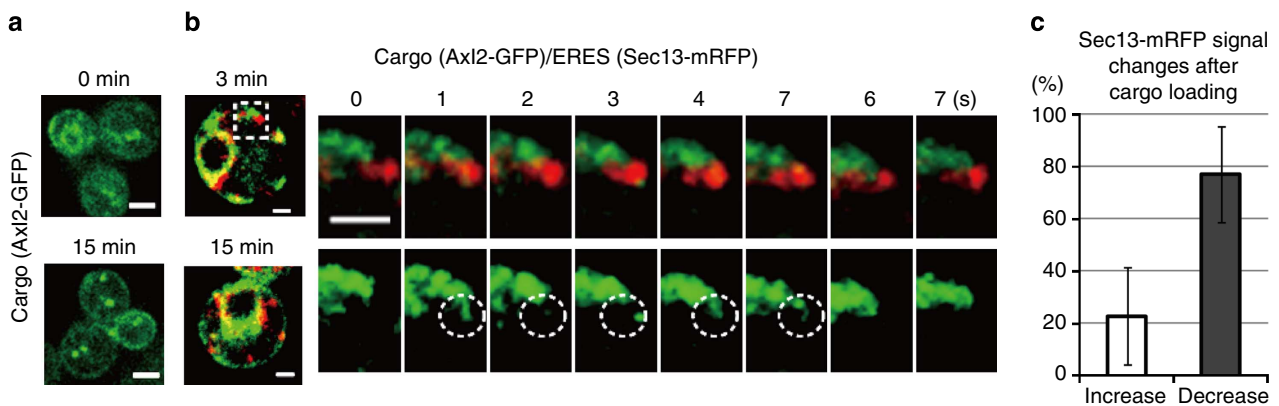 a
b
c
Cargo (Axl2-GFP)
0 min
15 min
3 min
15 min
Cargo (Axl2-GFP)/ERES (Sec13-mRFP)
0 1 2 3 4 7 6 7 (s)
Sec13-mRFP signal
changes after
cargo loading
(%)
100
80
60
40
20
0
Increase Decrease